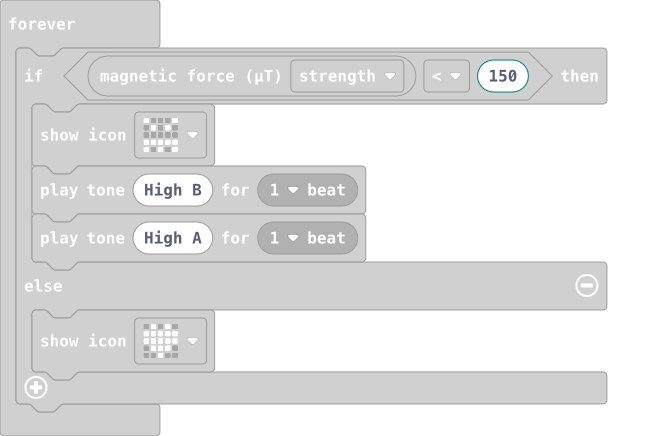 forever
if magnetic force (µT) strength < 150 then
show icon
play tone High B for 1 beat
play tone High A for 1 beat
else
show icon